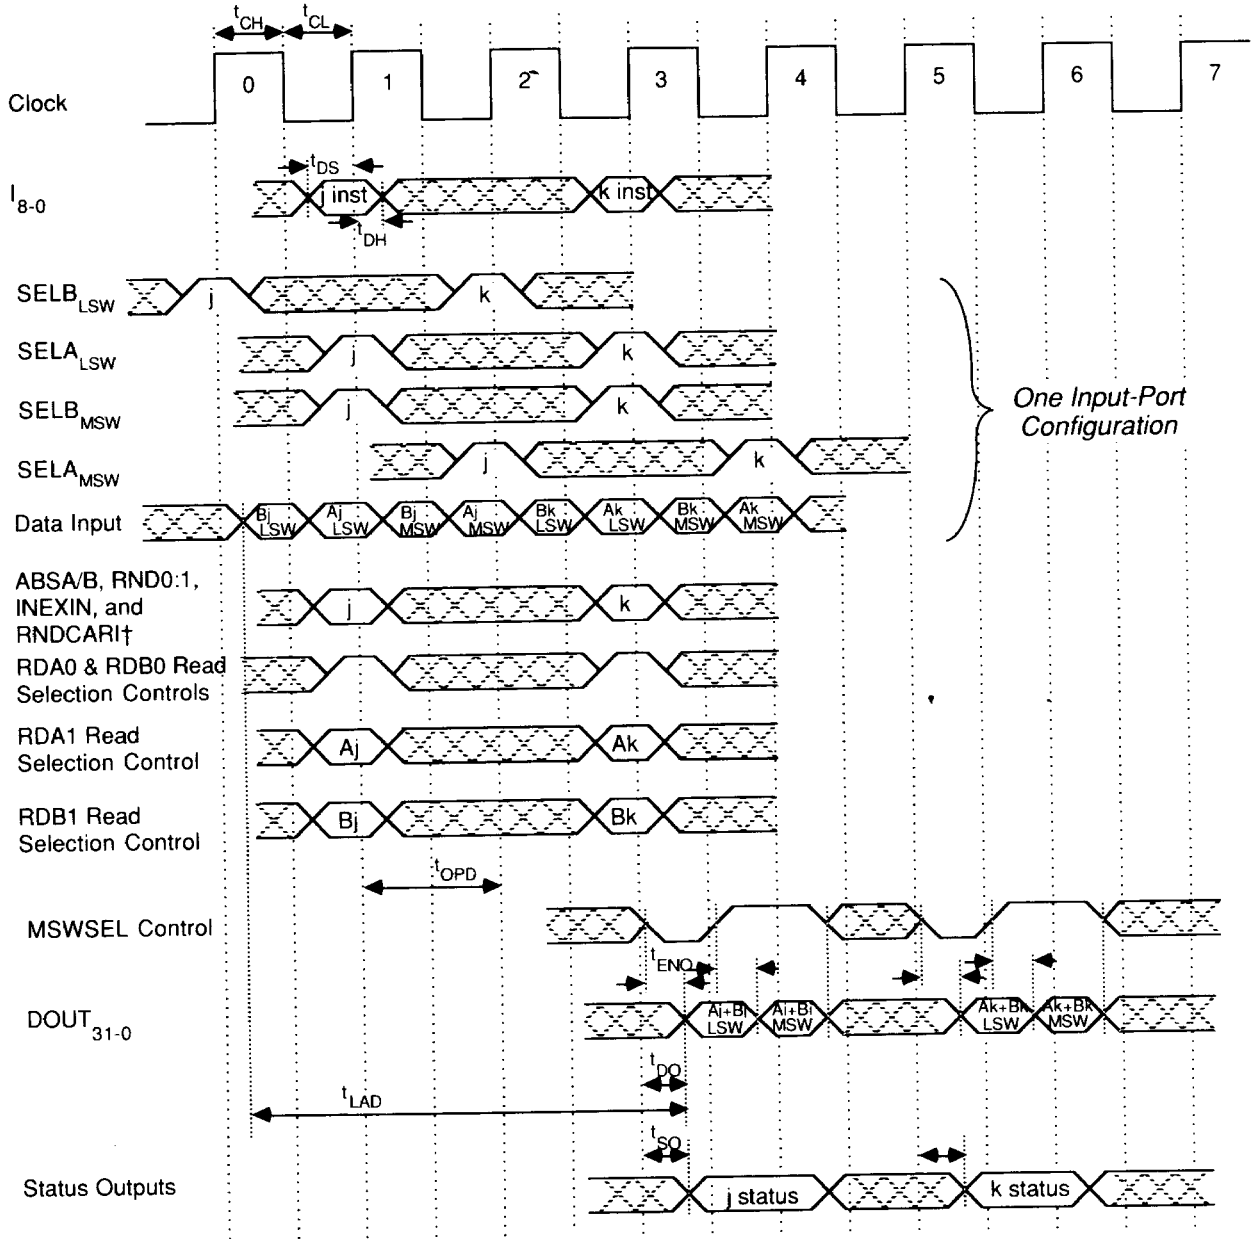 tCH tCL
Clock 0 1 2 3 4 5 6 7
I8-0 tDS j inst k inst
tDH
SELBLSW j k
SELALSW j k
SELBMSW j k
SELAMSW j k
One Input-Port
Configuration
Data Input Bj LSW Aj LSW Bj MSW Aj MSW Bk LSW Ak LSW Bk MSW Ak MSW
ABSA/B, RND0:1,
INEXIN, and
RNDCARI† j k
RDA0 & RDB0 Read
Selection Controls
RDA1 Read
Selection Control Aj Ak
RDB1 Read
Selection Control Bj Bk
tOPD
MSWSEL Control
tENO
DOUT31-0 Aj+Bj LSW Aj+Bj MSW Ak+Bk LSW Ak+Bk MSW
tDO
tLAD
tSO
Status Outputs j status k status